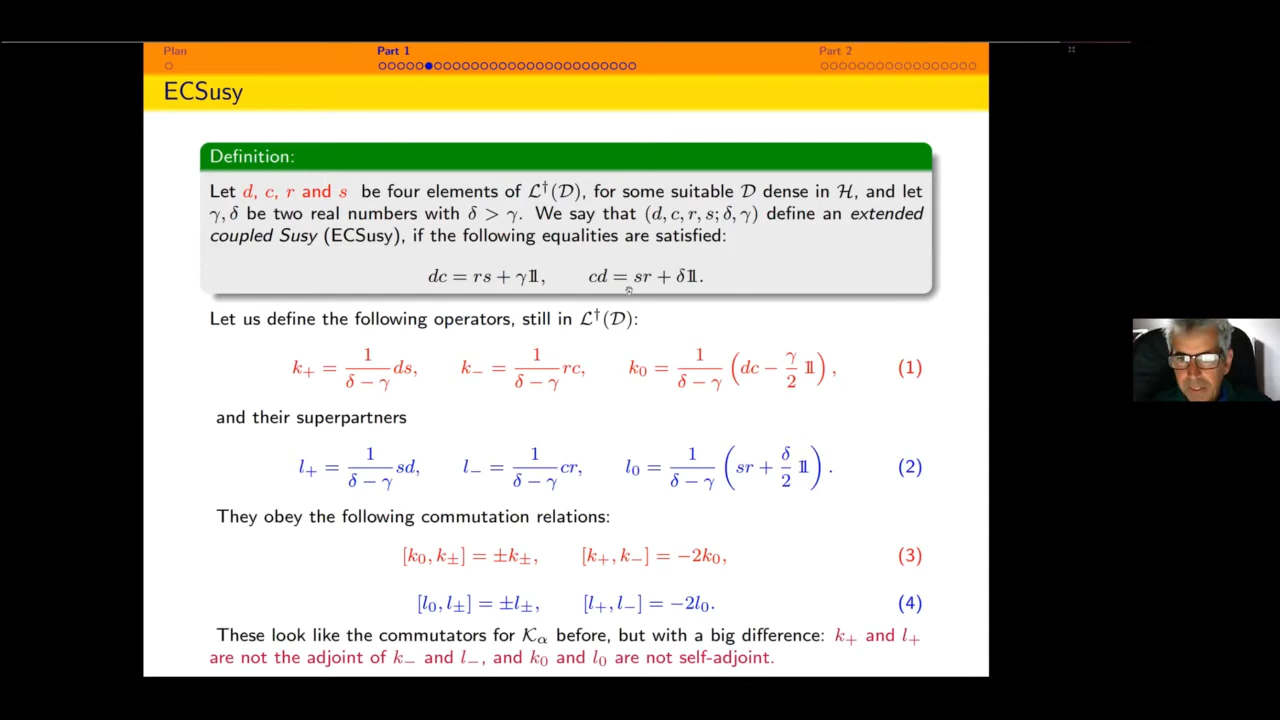 Plan Part 1 Part 2
ECSusy
Definition:
Let d, c, r and s be four elements of ℒ†(𝒟), for some suitable 𝒟 dense in ℋ, and let
γ, δ be two real numbers with δ > γ. We say that (d, c, r, s; δ, γ) define an extended
coupled Susy (ECSusy), if the following equalities are satisfied:
dc = rs + γ𝟙, cd = sr + δ𝟙.
Let us define the following operators, still in ℒ†(𝒟):
k₊ = 1/(δ − γ) ds, k₋ = 1/(δ − γ) rc, k₀ = 1/(δ − γ) (dc − γ/2 𝟙), (1)
and their superpartners
l₊ = 1/(δ − γ) sd, l₋ = 1/(δ − γ) cr, l₀ = 1/(δ − γ) (sr + δ/2 𝟙). (2)
They obey the following commutation relations:
[k₀, k±] = ±k±, [k₊, k₋] = −2k₀, (3)
[l₀, l±] = ±l±, [l₊, l₋] = −2l₀. (4)
These look like the commutators for 𝒦α before, but with a big difference: k₊ and l₊
are not the adjoint of k₋ and l₋, and k₀ and l₀ are not self-adjoint.